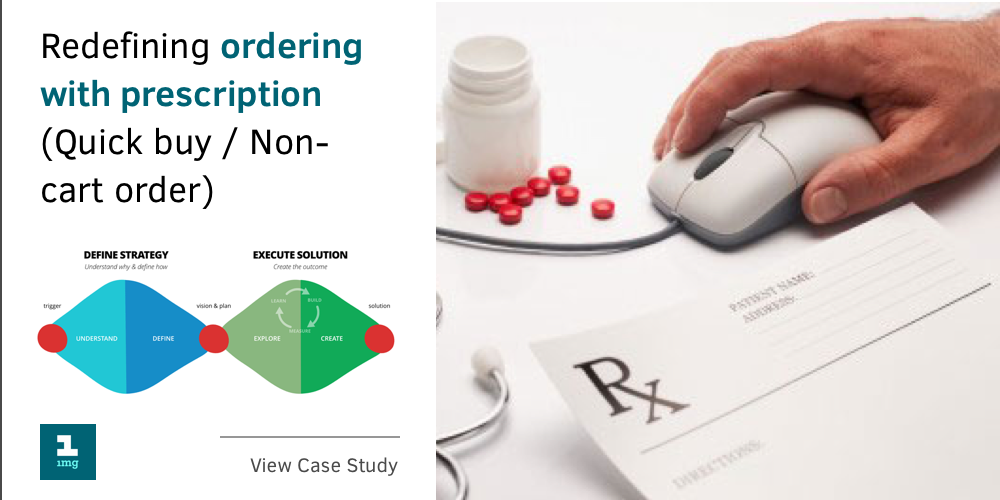 Redefining ordering
with prescription
(Quick buy / Non-
cart order)
DEFINE STRATEGY
Understand why & define how
EXECUTE SOLUTION
Create the outcome
trigger
vision & plan
solution
LEARN
BUILD
MEASURE
UNDERSTAND
DEFINE
EXPLORE
CREATE
1
1mg
View Case Study
PATIENT NAME:
ADDRESS:
Rx
DIRECTIONS: